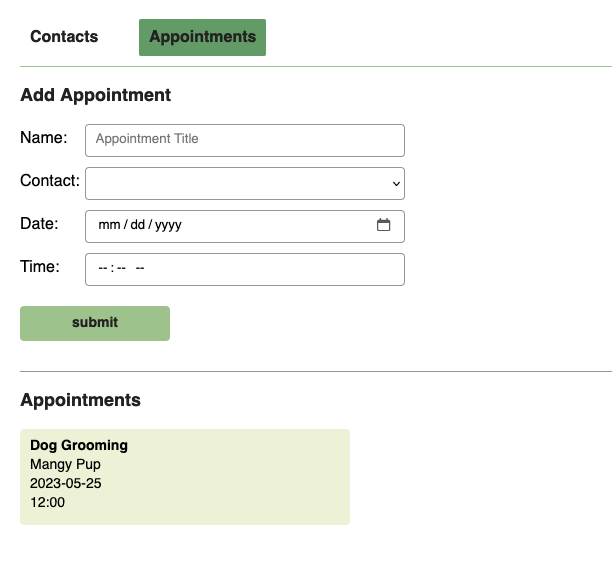 Contacts Appointments
Add Appointment
Name: Appointment Title
Contact:
Date: mm / dd / yyyy
Time: -- : -- --
submit
Appointments
Dog Grooming
Mangy Pup
2023-05-25
12:00